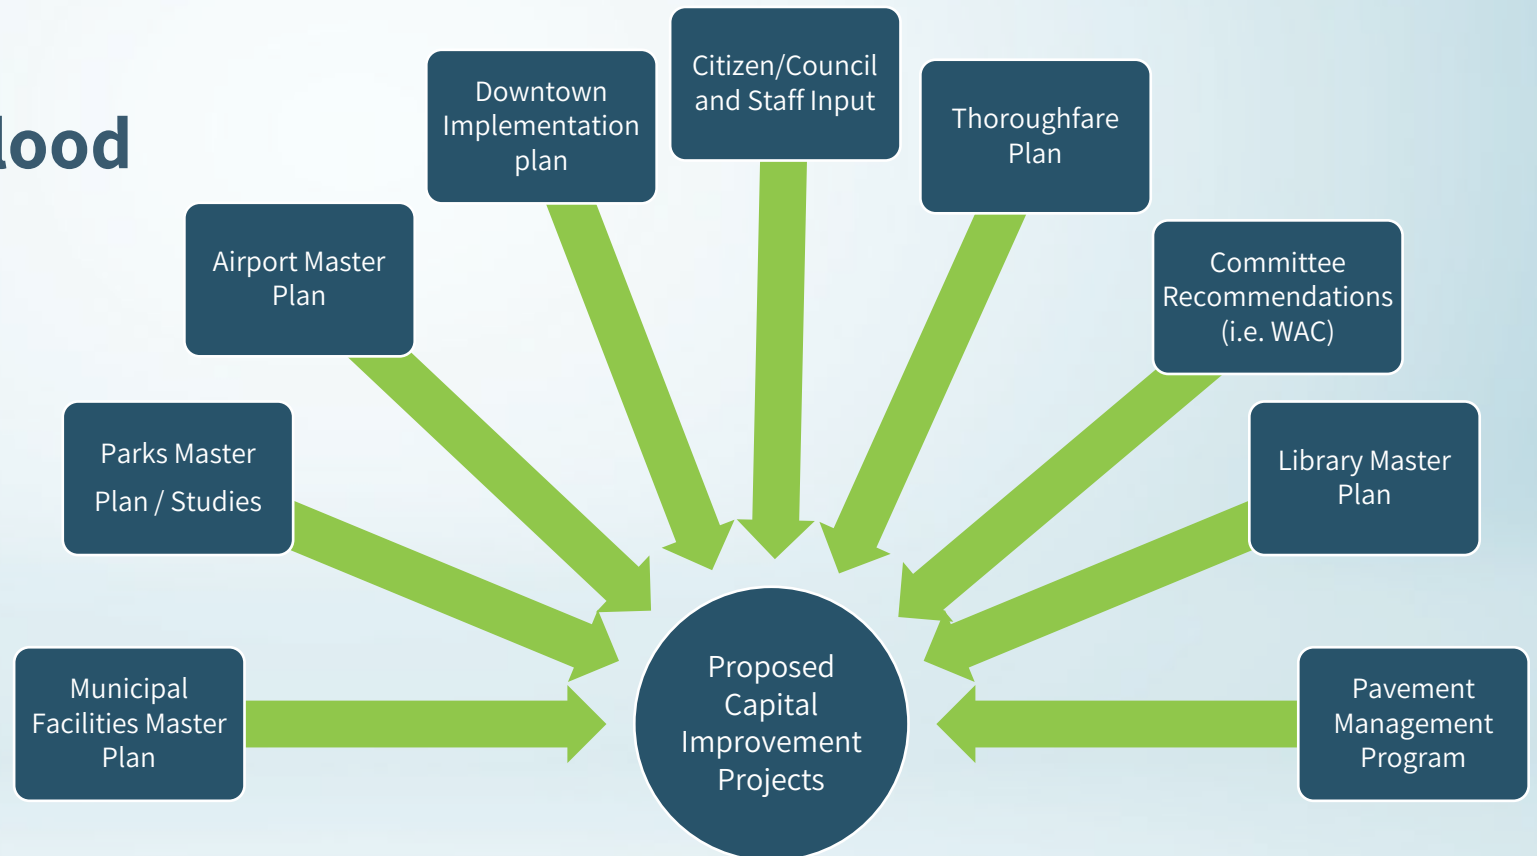 Citizen/Council
and Staff Input
Downtown
Implementation
plan
Thoroughfare
Plan
lood
Airport Master
Plan
Committee
Recommendations
(i.e. WAC)
Parks Master
Plan / Studies
Library Master
Plan
Municipal
Facilities Master
Plan
Proposed
Capital
Improvement
Projects
Pavement
Management
Program